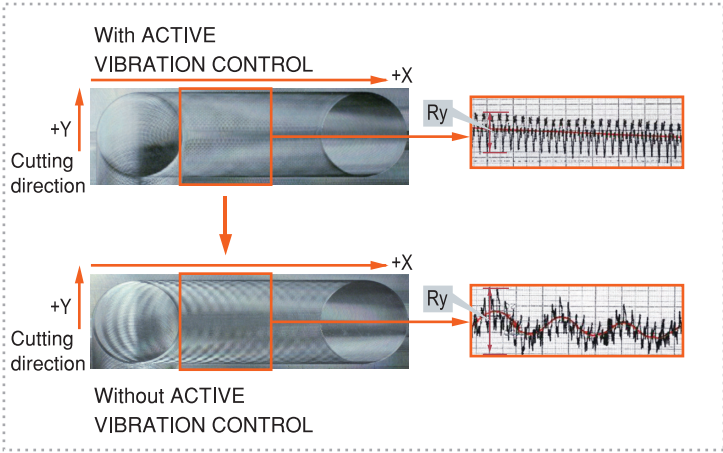 With ACTIVE
VIBRATION CONTROL
+X
+Y
Cutting
direction
Ry
+X
+Y
Cutting
direction
Ry
Without ACTIVE
VIBRATION CONTROL